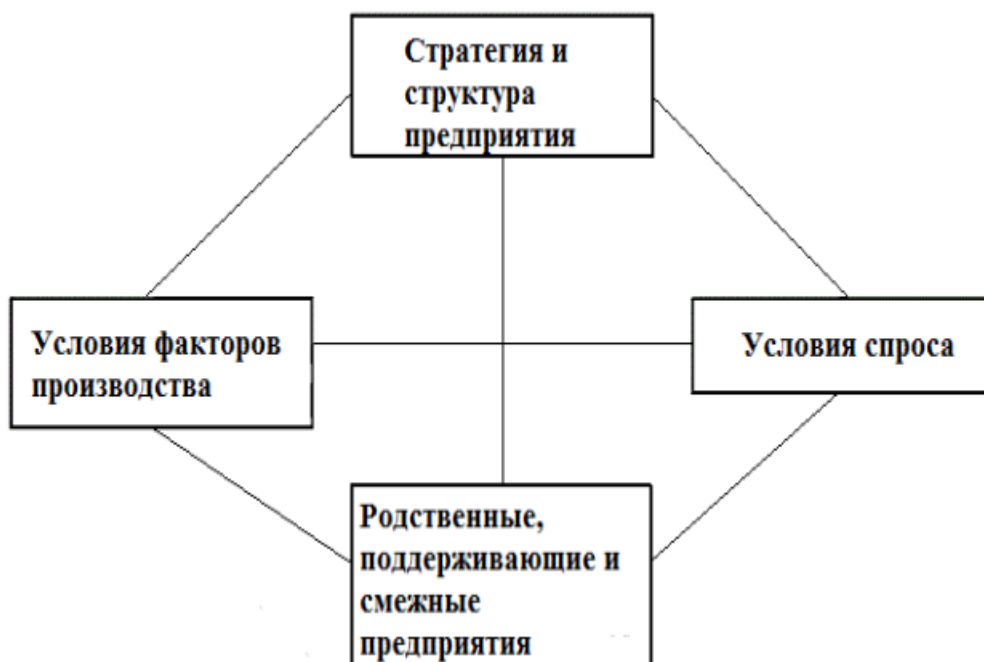 Стратегия и
структура
предприятия
Условия факторов
производства
Условия спроса
Родственные,
поддерживающие и
смежные
предприятия